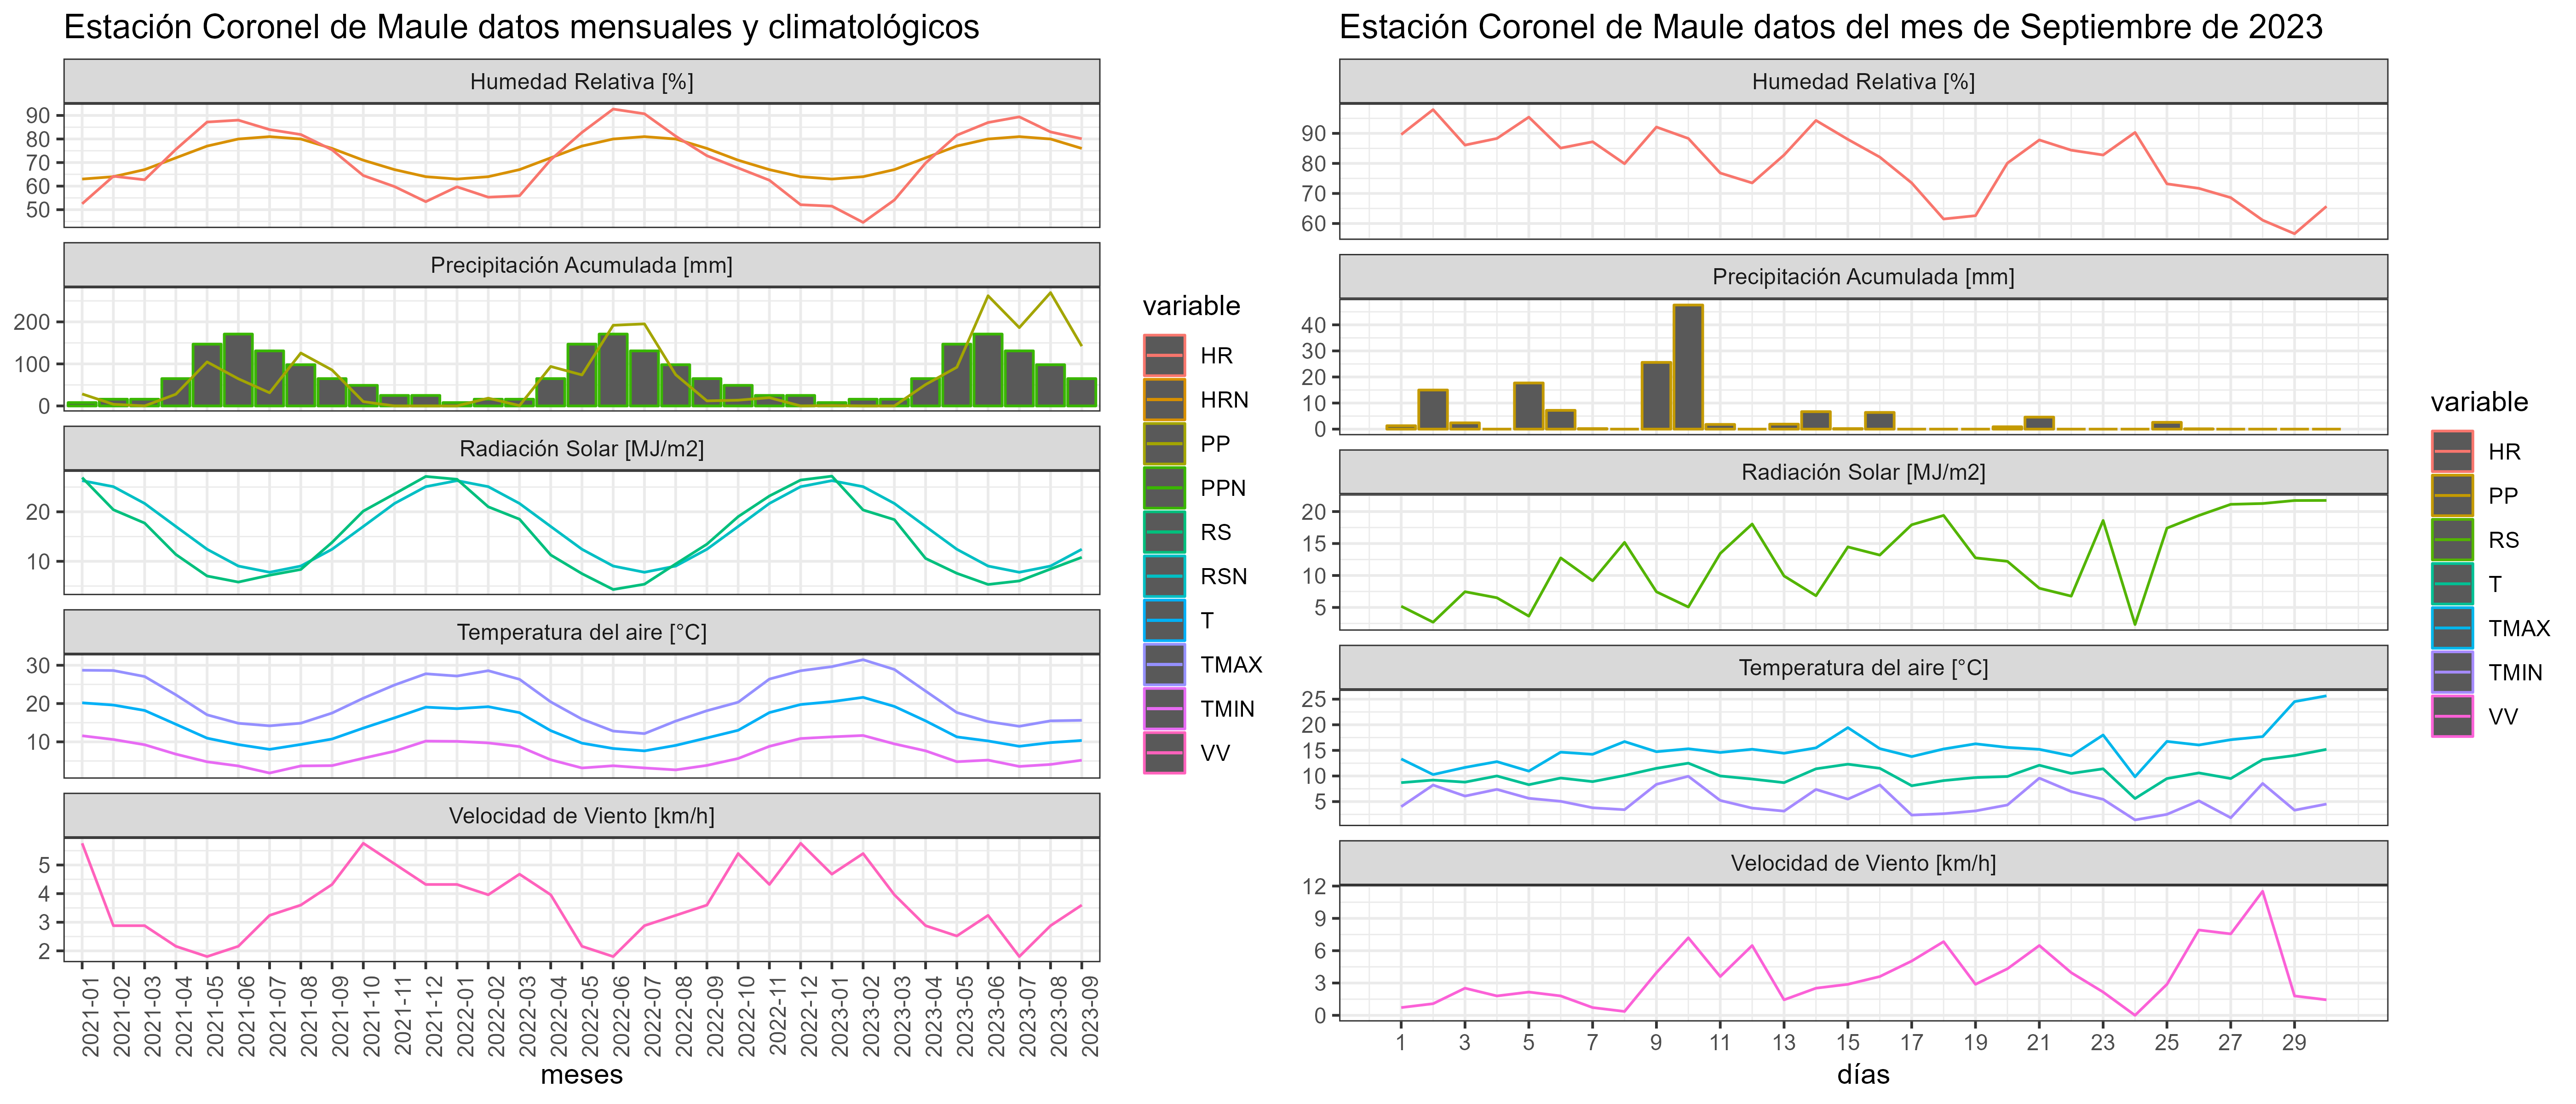 Estación Coronel de Maule datos mensuales y climatológicos
Humedad Relativa [%]
90
80
70
60
50
Precipitación Acumulada [mm]
200
100
0
Radiación Solar [MJ/m2]
20
10
Temperatura del aire [°C]
30
20
10
Velocidad de Viento [km/h]
5
4
3
2
2021-01
2021-02
2021-03
2021-04
2021-05
2021-06
2021-07
2021-08
2021-09
2021-10
2021-11
2021-12
2022-01
2022-02
2022-03
2022-04
2022-05
2022-06
2022-07
2022-08
2022-09
2022-10
2022-11
2022-12
2023-01
2023-02
2023-03
2023-04
2023-05
2023-06
2023-07
2023-08
2023-09
meses
variable
HR
HRN
PP
PPN
RS
RSN
T
TMAX
TMIN
VV
Estación Coronel de Maule datos del mes de Septiembre de 2023
Humedad Relativa [%]
90
80
70
60
Precipitación Acumulada [mm]
40
30
20
10
0
Radiación Solar [MJ/m2]
20
15
10
5
Temperatura del aire [°C]
25
20
15
10
5
Velocidad de Viento [km/h]
12
9
6
3
0
1 3 5 7 9 11 13 15 17 19 21 23 25 27 29
días
variable
HR
PP
RS
T
TMAX
TMIN
VV